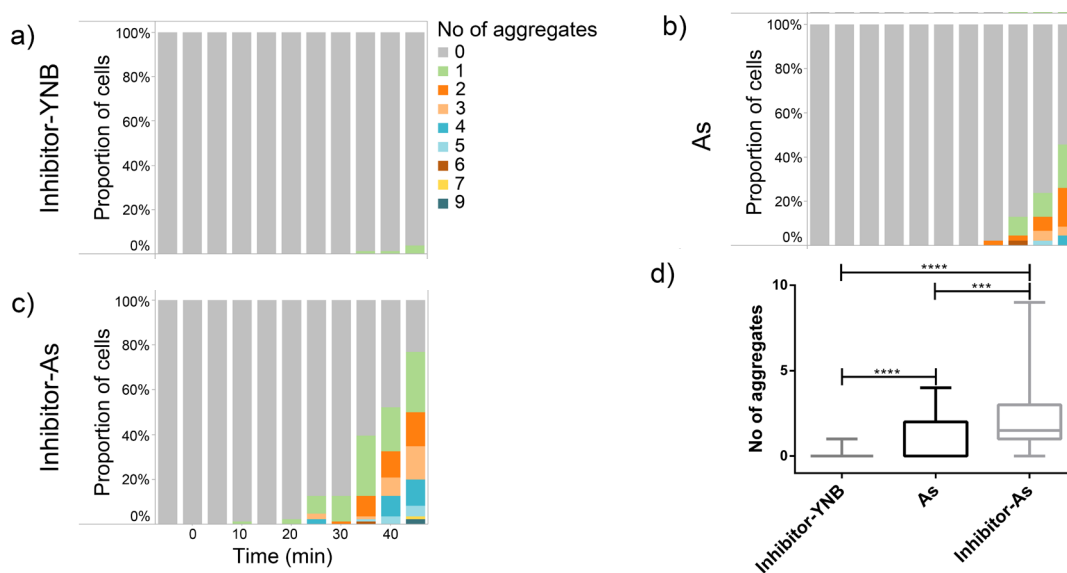 a)
Inhibitor-YNB
Proportion of cells
100%
80%
60%
40%
20%
0%
No of aggregates
0
1
2
3
4
5
6
7
9
b)
As
Proportion of cells
100%
80%
60%
40%
20%
0%
c)
Inhibitor-As
Proportion of cells
100%
80%
60%
40%
20%
0%
0 10 20 30 40
Time (min)
d)
No of aggregates
10
5
0
****
***
****
Inhibitor-YNB
As
Inhibitor-As